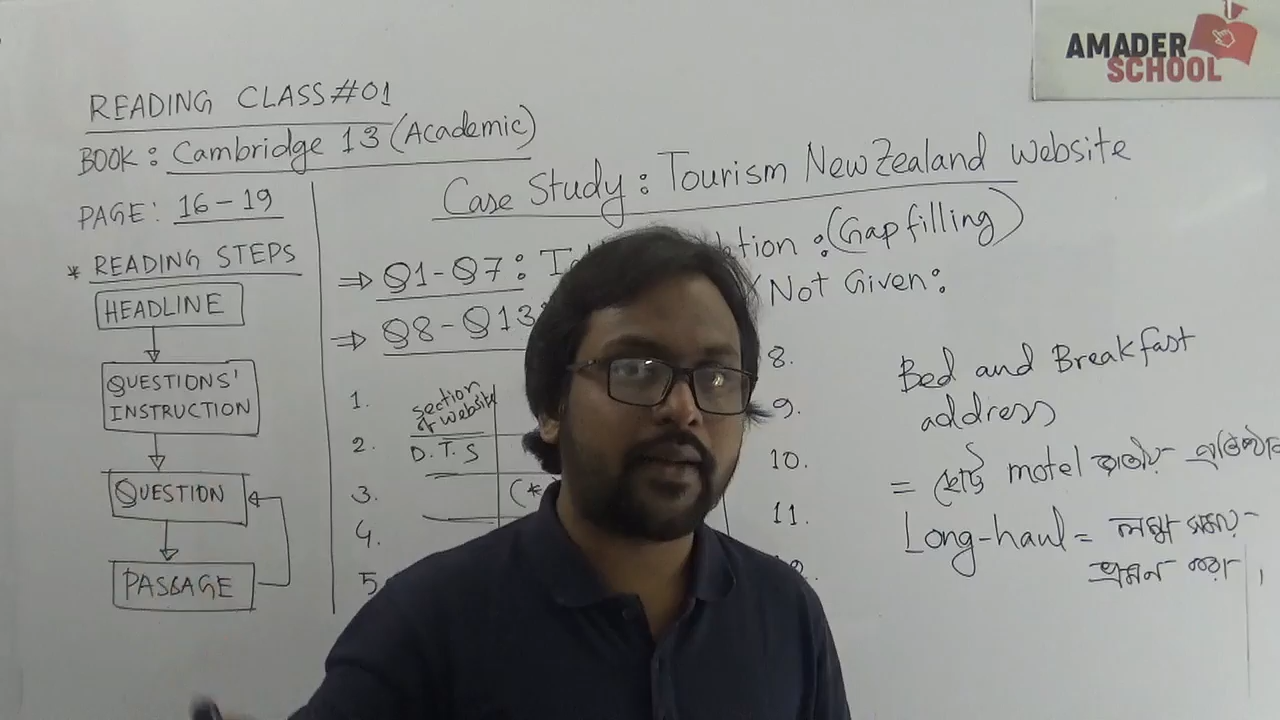 AMADER
SCHOOL
READING CLASS #01
BOOK: Cambridge 13 (Academic)
PAGE: 16-19
* READING STEPS
HEADLINE
QUESTIONS'
INSTRUCTION
QUESTION
PASSAGE
Case Study: Tourism New Zealand website
⇒ Q1-Q7: (Gap filling)
⇒ Q8-Q13 Not Given:
1.
2.
3.
4.
5
section
of website
D.T.S
(*
8.
9.
10.
11.
Bed and Breakfast
address
= motel
Long-haul = লম্বা সময়-
ভ্রমন করা।